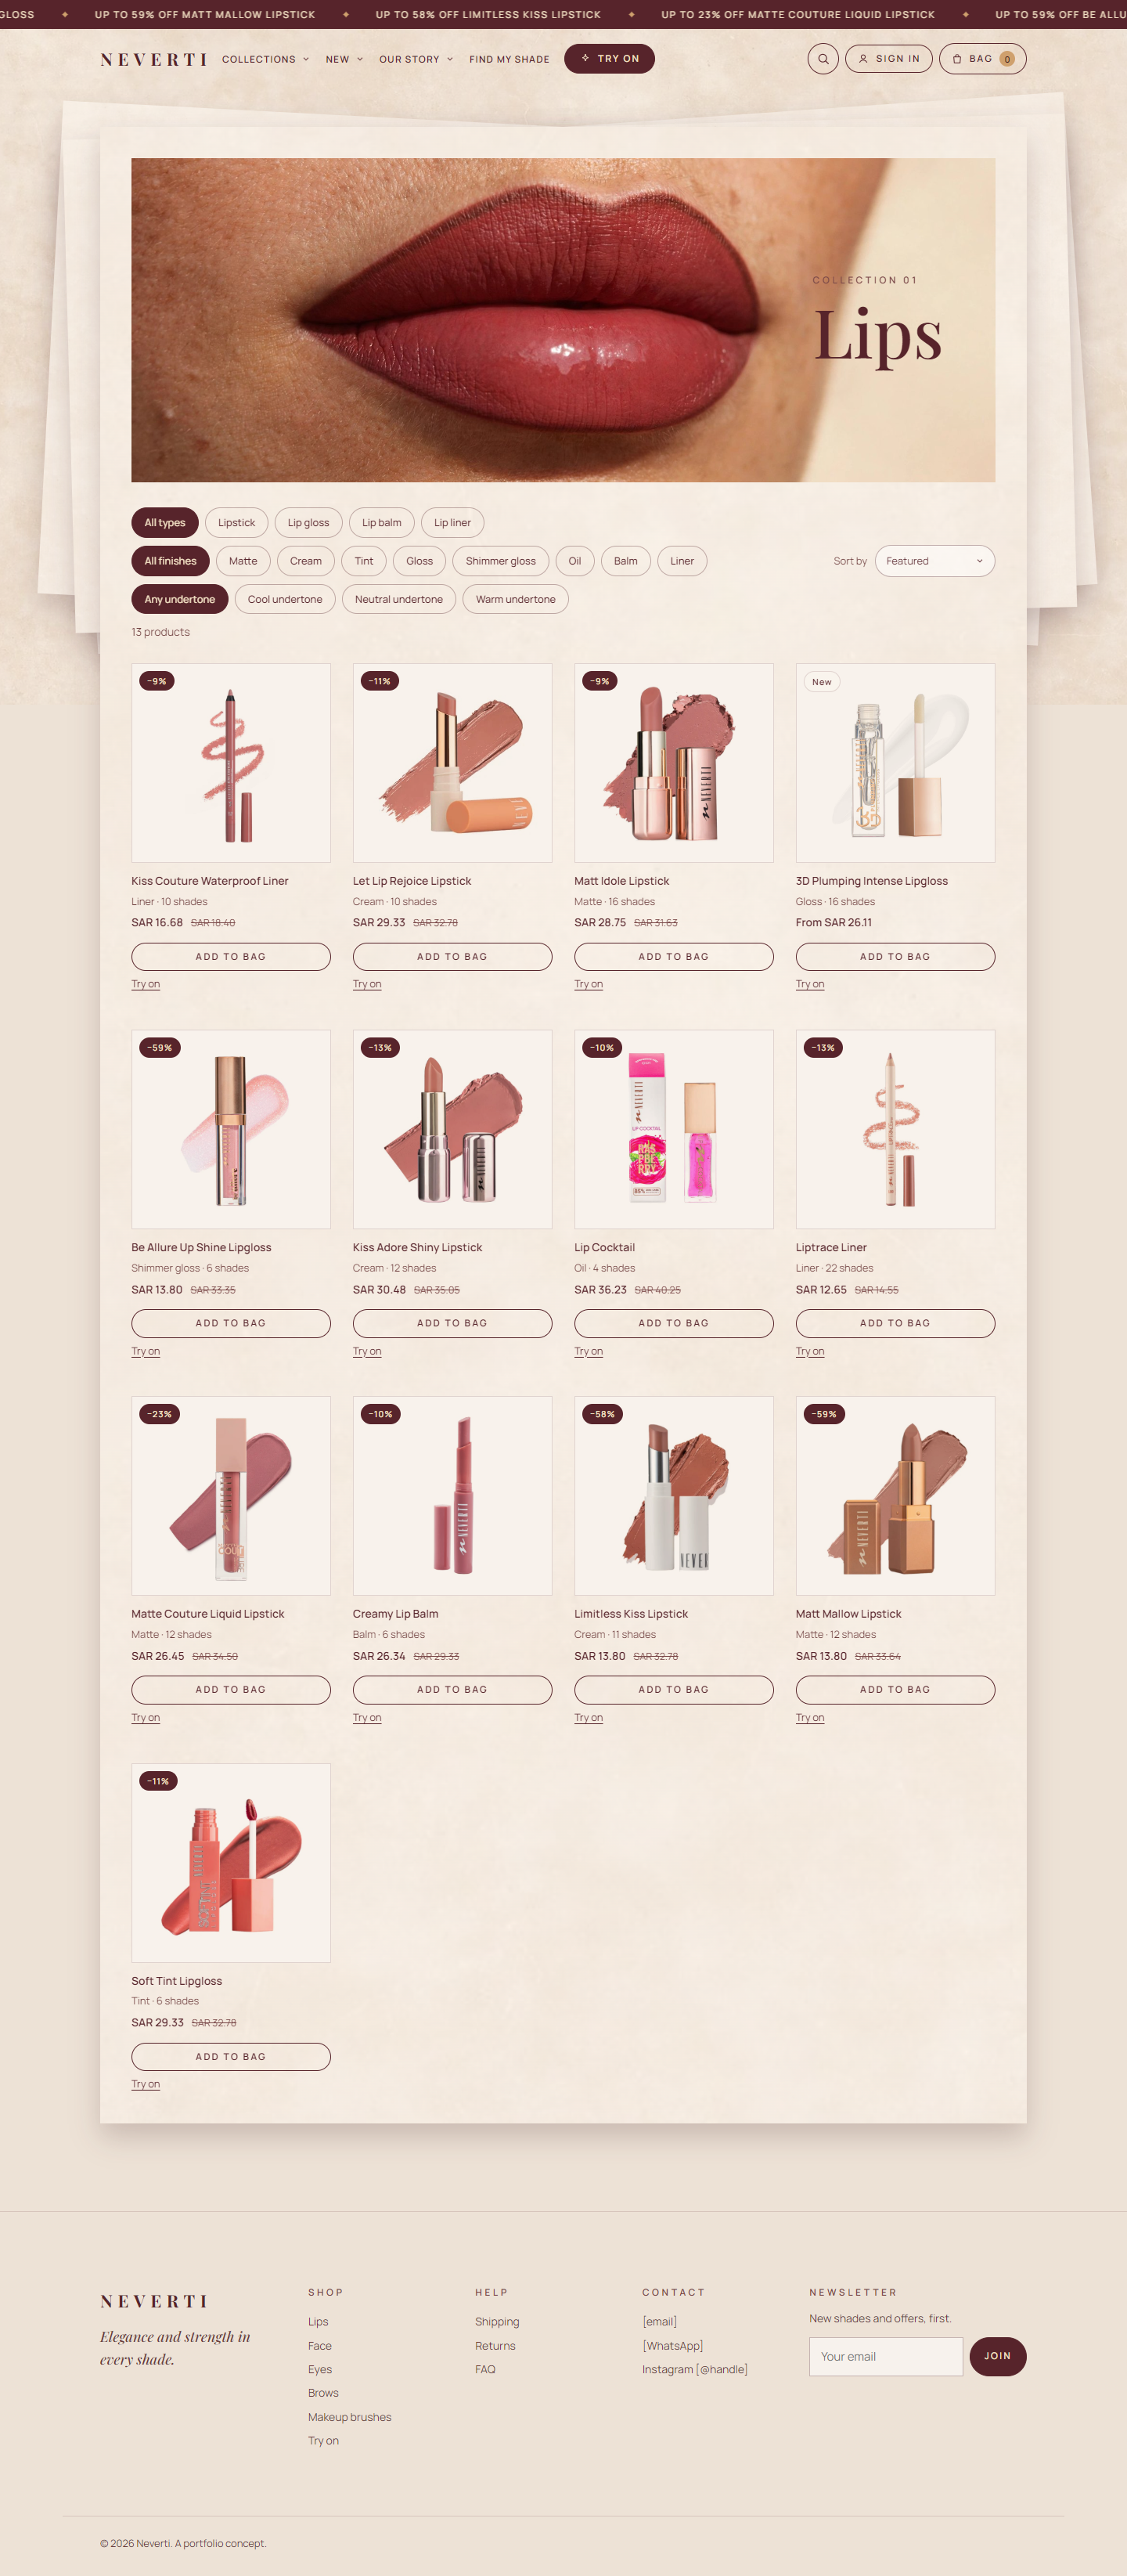 GLOSS ◆ UP TO 59% OFF MATT MALLOW LIPSTICK ◆ UP TO 58% OFF LIMITLESS KISS LIPSTICK ◆ UP TO 23% OFF MATTE COUTURE LIQUID LIPSTICK ◆ UP TO 59% OFF BE ALLU
NEVERTI COLLECTIONS NEW OUR STORY FIND MY SHADE TRY ON SIGN IN BAG 0
COLLECTION 01
Lips
All types Lipstick Lip gloss Lip balm Lip liner
All finishes Matte Cream Tint Gloss Shimmer gloss Oil Balm Liner Sort by Featured
Any undertone Cool undertone Neutral undertone Warm undertone
13 products
−9% −11% −9% New
NEVERTI
Kiss Couture Waterproof Liner Let Lip Rejoice Lipstick Matt Idole Lipstick 3D Plumping Intense Lipgloss
Liner · 10 shades Cream · 10 shades Matte · 16 shades Gloss · 16 shades
SAR 16.68 SAR 18.40 SAR 29.33 SAR 32.78 SAR 28.75 SAR 31.63 From SAR 26.11
ADD TO BAG ADD TO BAG ADD TO BAG ADD TO BAG
Try on Try on Try on Try on
−59% −13% −10% −13%
NEVERTI
LIP COCKTAIL
RASPBERRY
Be Allure Up Shine Lipgloss Kiss Adore Shiny Lipstick Lip Cocktail Liptrace Liner
Shimmer gloss · 6 shades Cream · 12 shades Oil · 4 shades Liner · 22 shades
SAR 13.80 SAR 33.35 SAR 30.48 SAR 35.05 SAR 36.23 SAR 40.25 SAR 12.65 SAR 14.55
ADD TO BAG ADD TO BAG ADD TO BAG ADD TO BAG
Try on Try on Try on Try on
−23% −10% −58% −59%
NEVERTI NEVERTI NEVER NEVERTI
Matte Couture Liquid Lipstick Creamy Lip Balm Limitless Kiss Lipstick Matt Mallow Lipstick
Matte · 12 shades Balm · 6 shades Cream · 11 shades Matte · 12 shades
SAR 26.45 SAR 34.50 SAR 26.34 SAR 29.33 SAR 13.80 SAR 32.78 SAR 13.80 SAR 33.64
ADD TO BAG ADD TO BAG ADD TO BAG ADD TO BAG
Try on Try on Try on Try on
−11%
Soft Tint Lipgloss
Tint · 6 shades
SAR 29.33 SAR 32.78
ADD TO BAG
Try on
NEVERTI
Elegance and strength in
every shade.
SHOP
Lips
Face
Eyes
Brows
Makeup brushes
Try on
HELP
Shipping
Returns
FAQ
CONTACT
[email]
[WhatsApp]
Instagram [@handle]
NEWSLETTER
New shades and offers, first.
Your email JOIN
© 2026 Neverti. A portfolio concept.